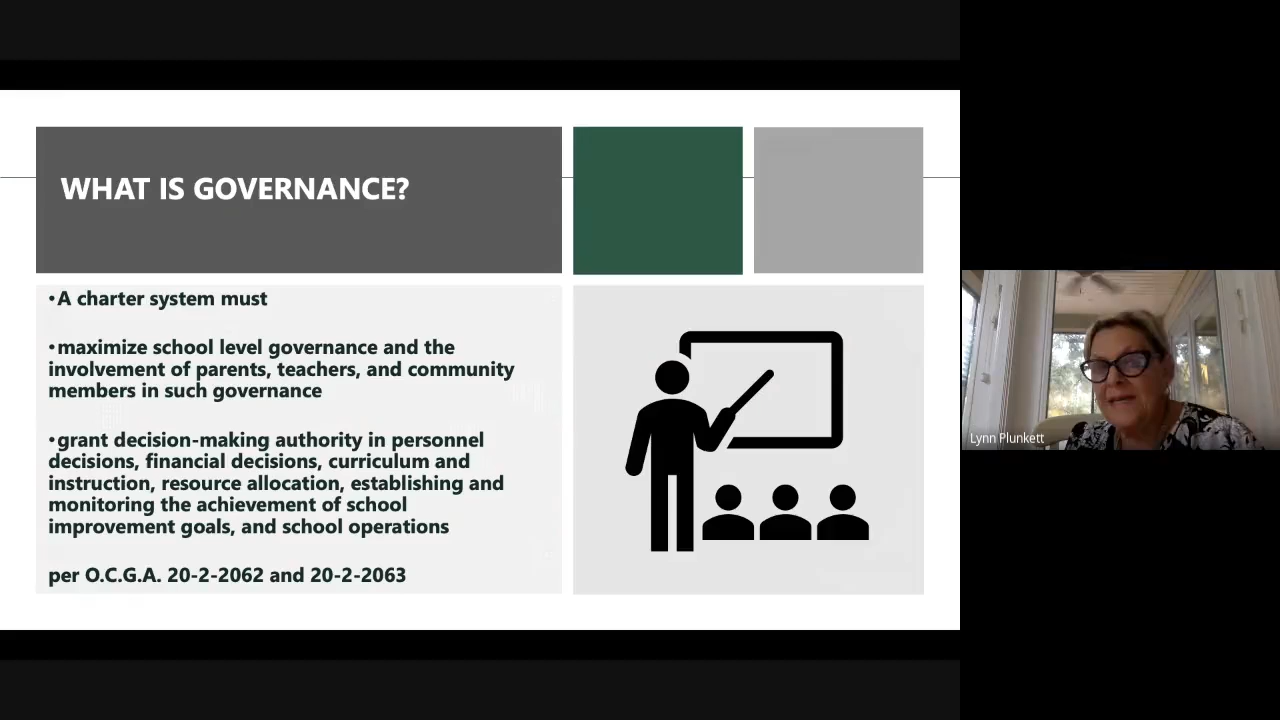 WHAT IS GOVERNANCE?
•A charter system must
•maximize school level governance and the
involvement of parents, teachers, and community
members in such governance
•grant decision-making authority in personnel
decisions, financial decisions, curriculum and
instruction, resource allocation, establishing and
monitoring the achievement of school
improvement goals, and school operations
per O.C.G.A. 20-2-2062 and 20-2-2063
Lynn Plunkett